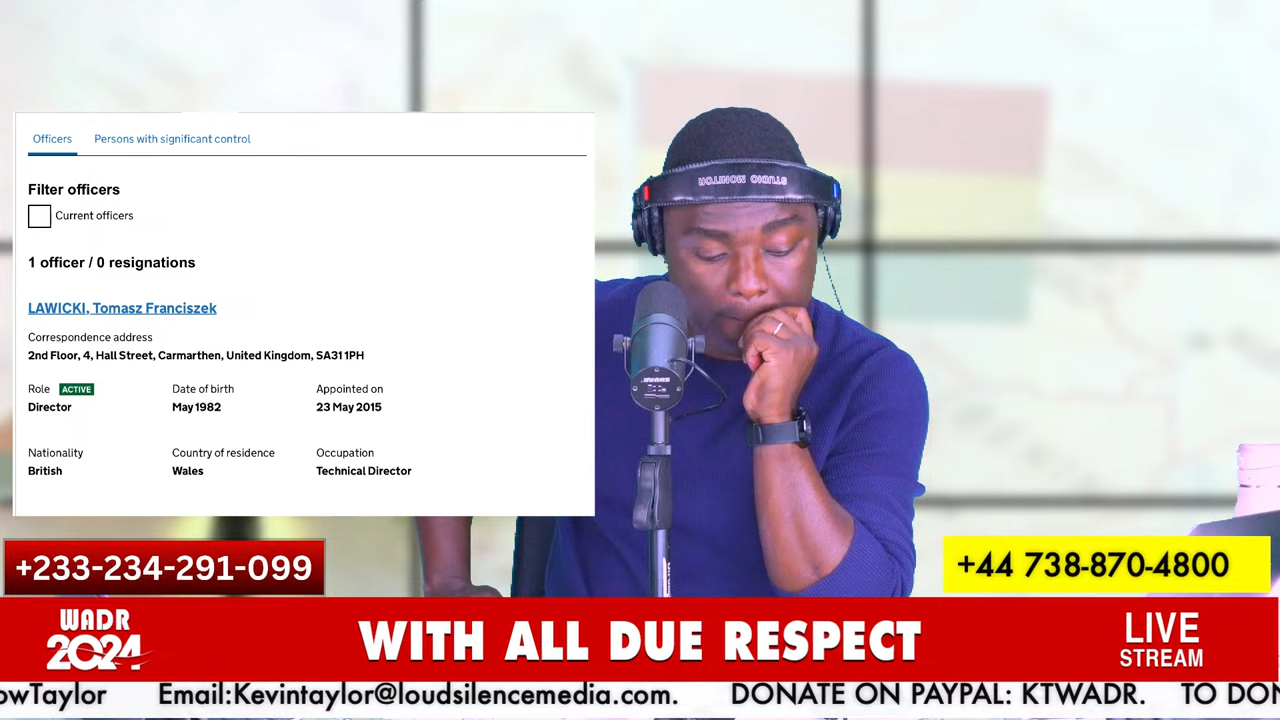 Officers Persons with significant control
Filter officers
Current officers
1 officer / 0 resignations
LAWICKI, Tomasz Franciszek
Correspondence address
2nd Floor, 4, Hall Street, Carmarthen, United Kingdom, SA31 1PH
Role ACTIVE Date of birth Appointed on
Director May 1982 23 May 2015
Nationality Country of residence Occupation
British Wales Technical Director
STUDIO MONITOR
+233-234-291-099
+44 738-870-4800
WADR
2024
WITH ALL DUE RESPECT
LIVE
STREAM
owTaylor Email:Kevintaylor@loudsilencemedia.com. DONATE ON PAYPAL: KTWADR. TO DON